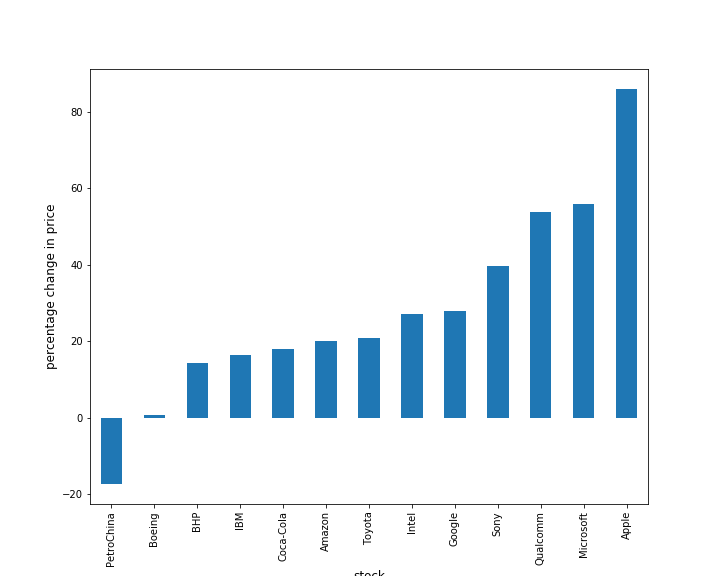 percentage change in price
80
60
40
20
0
−20
PetroChina
Boeing
BHP
IBM
Coca-Cola
Amazon
Toyota
Intel
Google
Sony
Qualcomm
Microsoft
Apple
stock